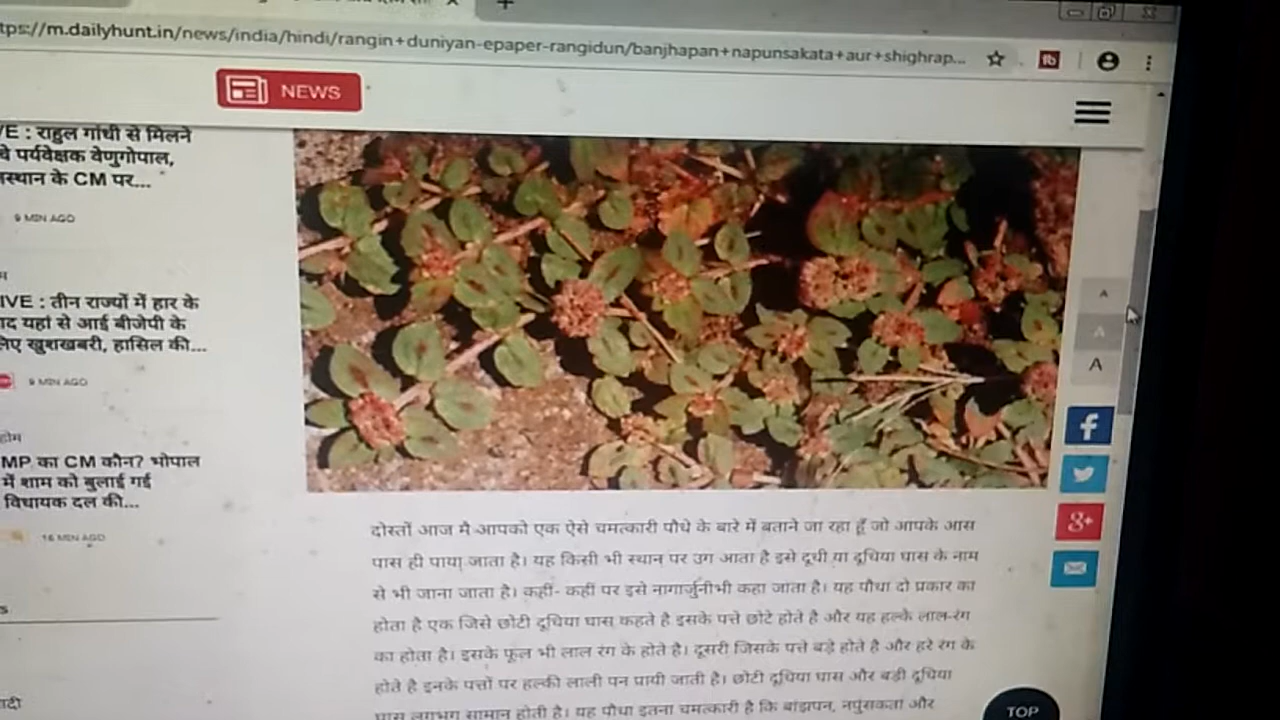 tps://m.dailyhunt.in/news/india/hindi/rangin+duniyan-epaper-rangidun/banjhapan+napunsakata+aur+shighrap...
NEWS
VE : राहुल गांधी से मिलने
पर्यवेक्षक वेणुगोपाल,
स्थान के CM पर...
9 MIN AGO
IVE : तीन राज्यों में हार के
यहां से आई बीजेपी के
लिए खुशखबरी, हासिल की...
9 MIN AGO
होम
MP का CM कौन? भोपाल
में शाम को बुलाई गई
विधायक दल की...
16 MIN AGO
A
A
A
f
g+
दोस्तों आज मै आपको एक ऐसे चमत्कारी पौधे के बारे में बताने जा रहा हूँ जो आपके आस
पास ही पाया जाता है। यह किसी भी स्थान पर उग आता है इसे दूधी या दूधिया घास के नाम
से भी जाना जाता है। कहीं- कहीं पर इसे नागार्जुनीभी कहा जाता है। यह पौधा दो प्रकार का
होता है एक जिसे छोटी दूधिया घास कहते है इसके पत्ते छोटे होते है और यह हल्के लाल-रंग
का होता है। इसके फूल भी लाल रंग के होते है। दूसरी जिसके पत्ते बड़े होते है और हरे रंग के
होते है इनके पत्तों पर हल्की लाली पन प्रायी जाती है। छोटी दूधिया घास और बडी दूधिया
घास लगभग सामान होती है। यह पौधा इतना चमत्कारी है कि बांझपन, नपुंसकता और
TOP